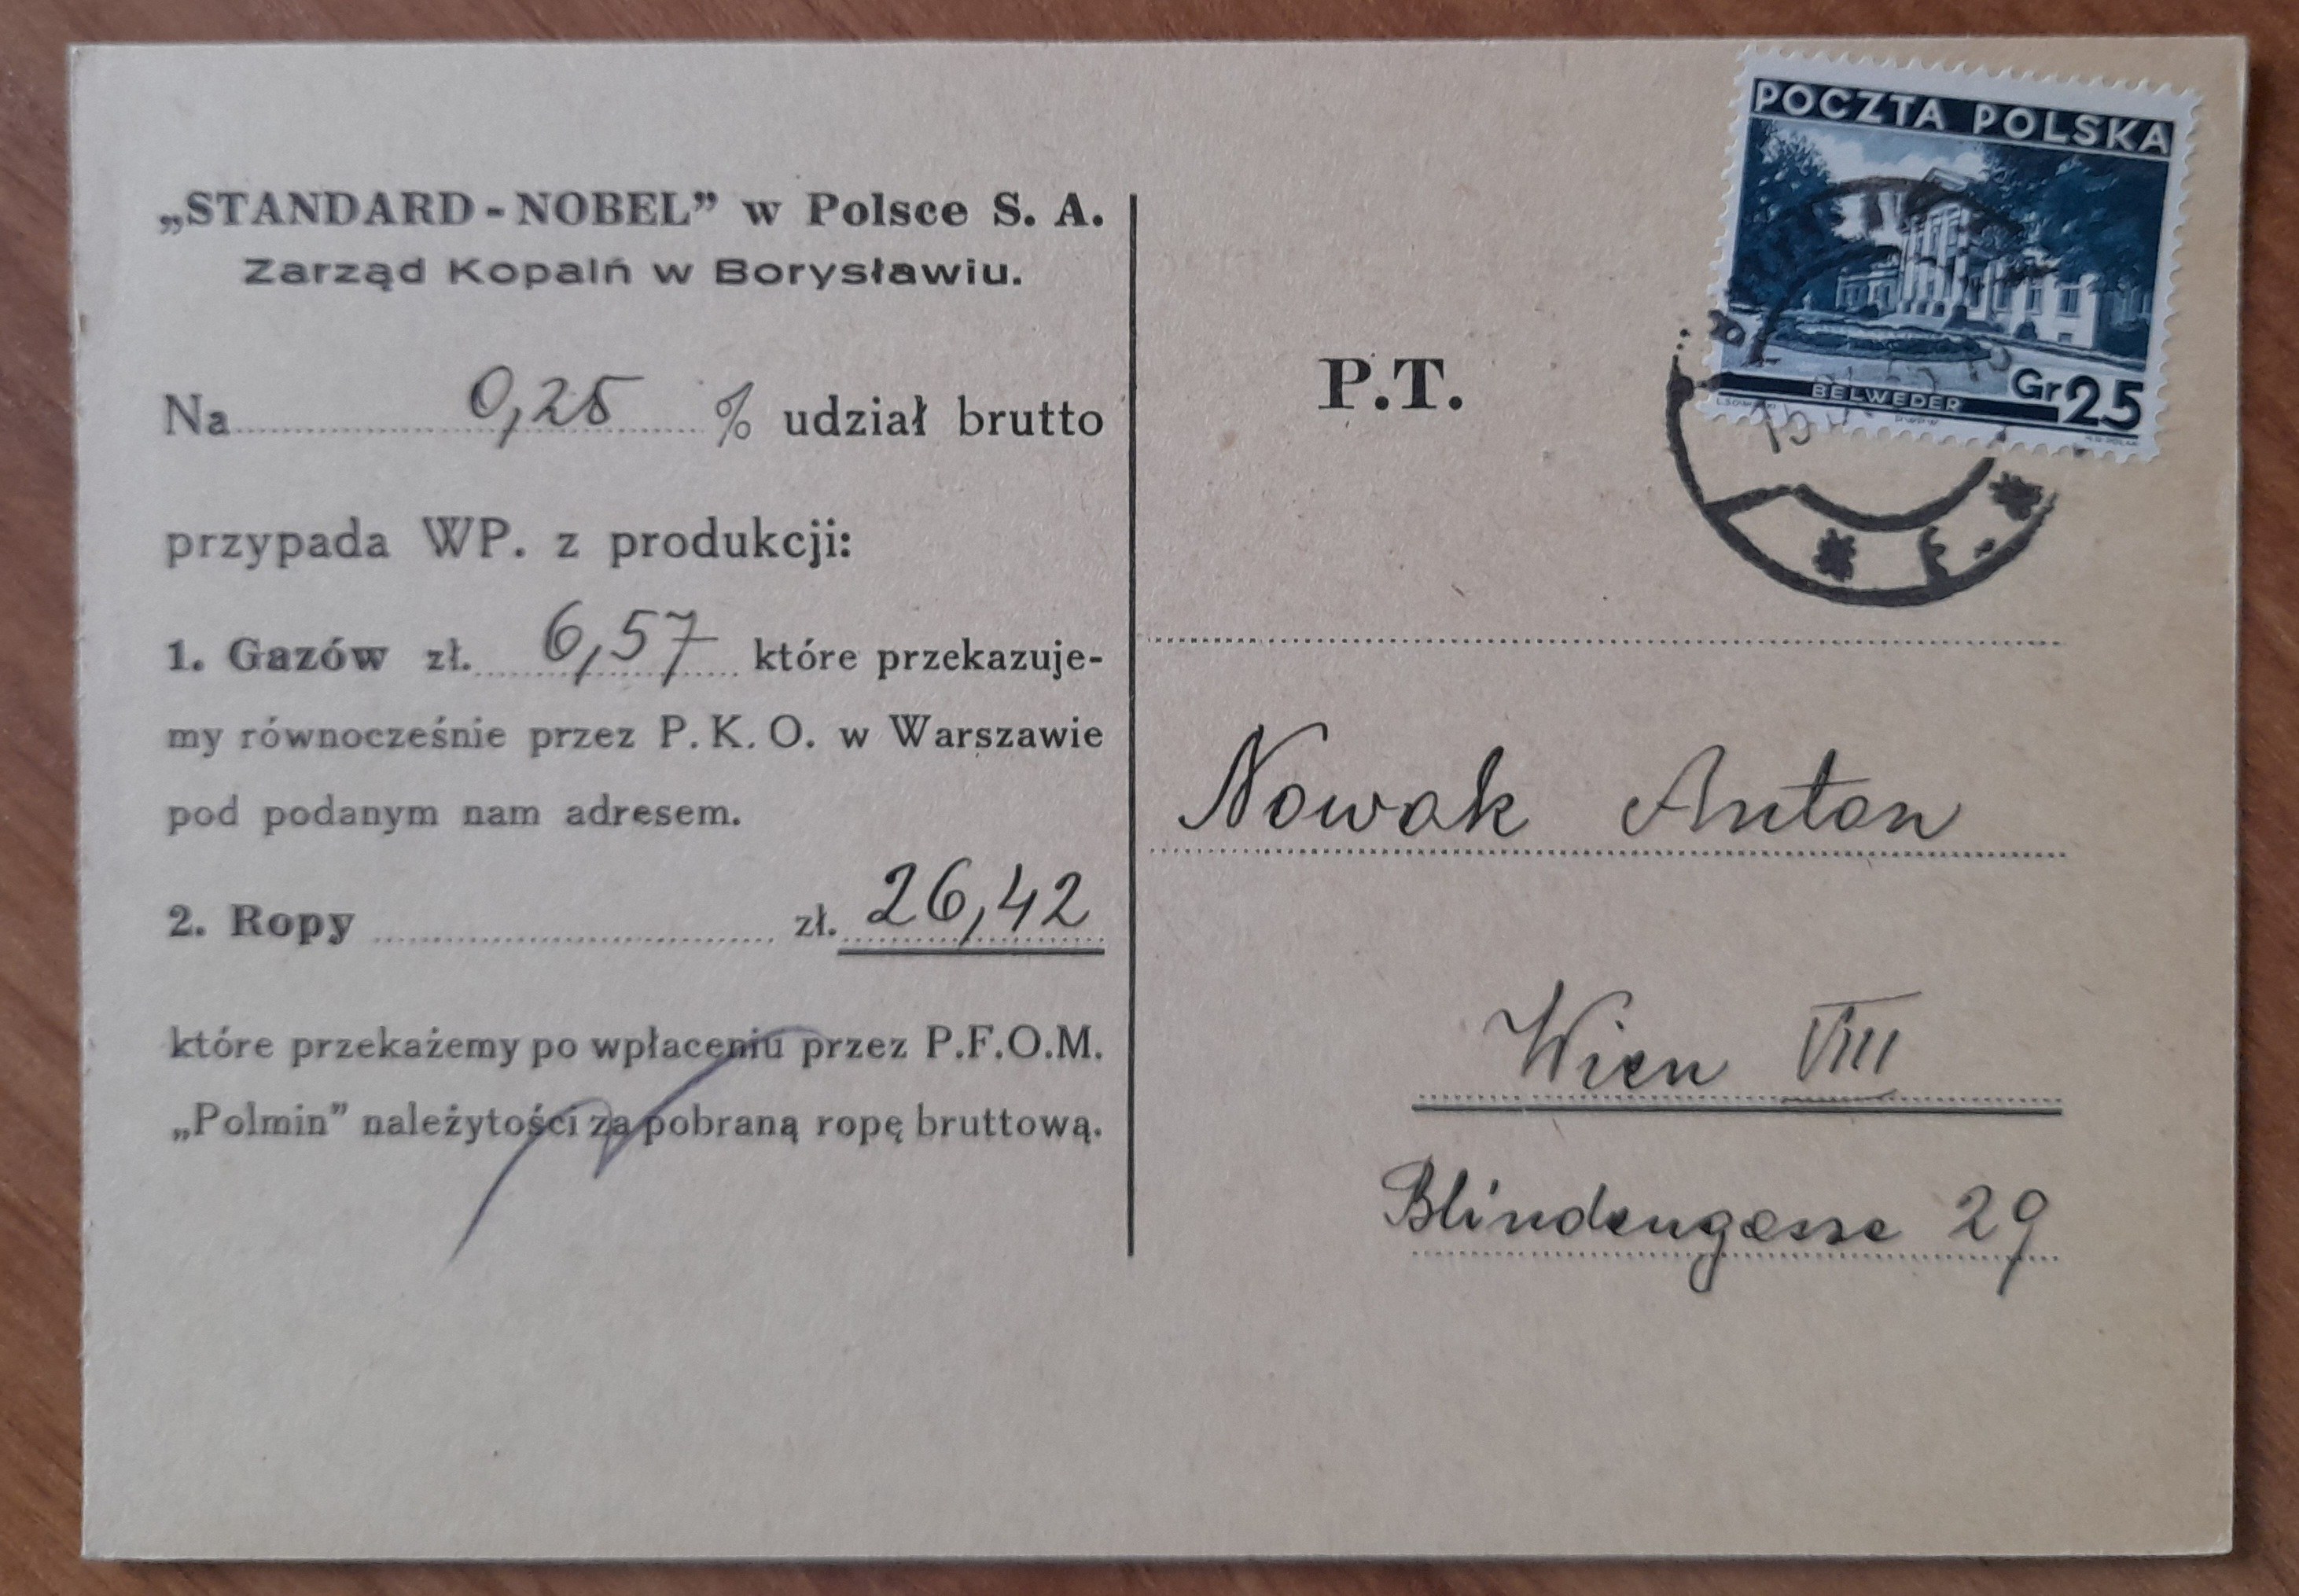 „STANDARD - NOBEL” w Polsce S. A.
Zarząd Kopalń w Borysławiu.
Na 0,25 % udział brutto
przypada WP. z produkcji:
1. Gazów zł. 6,57 które przekazuje-
my równocześnie przez P. K. O. w Warszawie
pod podanym nam adresem.
2. Ropy zł. 26,42
które przekażemy po wpłaceniu przez P.F.O.M.
„Polmin” należytości za pobraną ropę bruttową.
POCZTA POLSKA
BELWEDER
Gr 25
P.T.
Nowak Anton
Wien VIII
Blindengasse 29